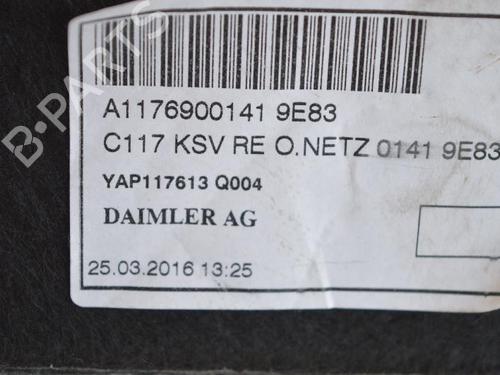 B-PARTS
A1176900141 9E83
C117 KSV RE O.NETZ 0141 9E83
YAP117613 Q004
DAIMLER AG
25.03.2016 13:25